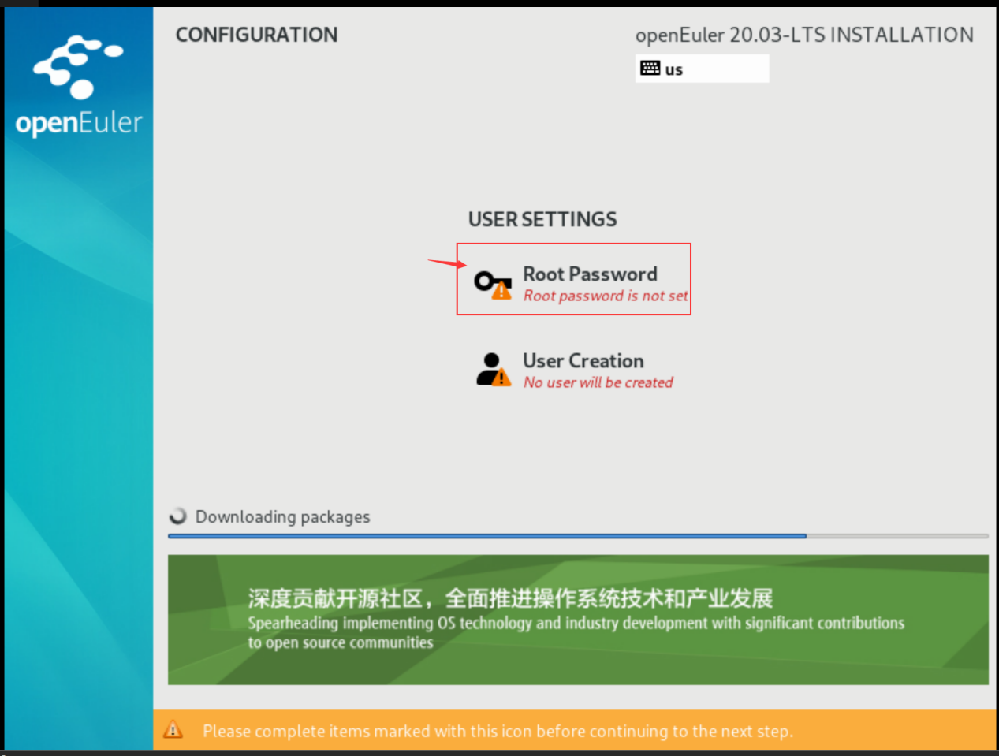 CONFIGURATION
openEuler 20.03-LTS INSTALLATION
us
openEuler
USER SETTINGS
Root Password
Root password is not set
User Creation
No user will be created
Downloading packages
深度贡献开源社区，全面推进操作系统技术和产业发展
Spearheading implementing OS technology and industry development with significant contributions
to open source communities
Please complete items marked with this icon before continuing to the next step.